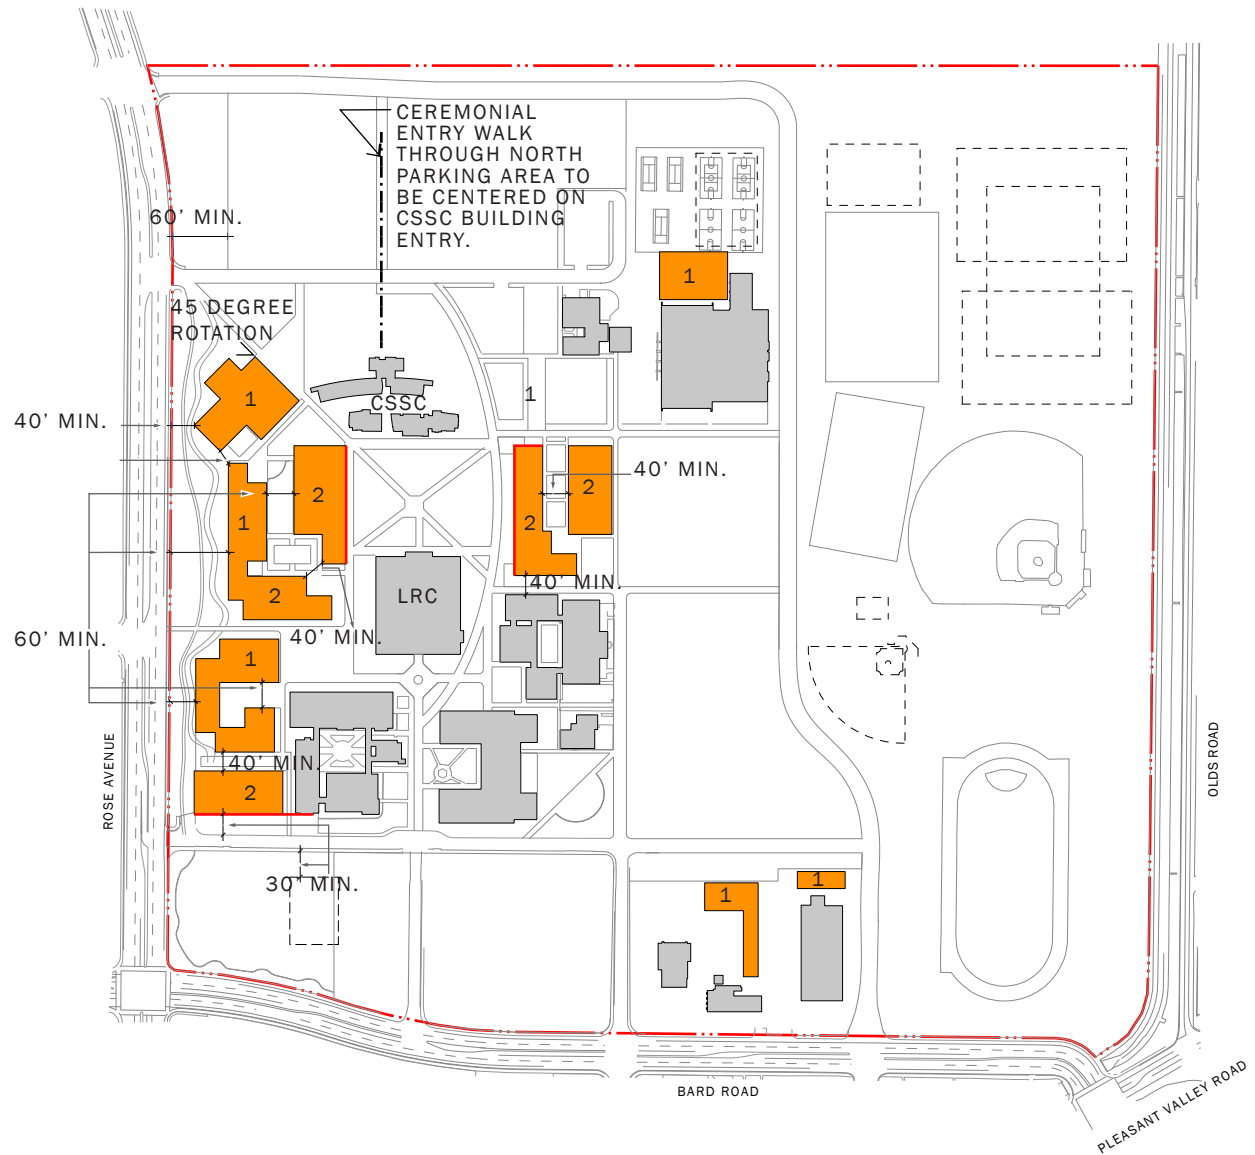 CEREMONIAL
ENTRY WALK
THROUGH NORTH
PARKING AREA TO
BE CENTERED ON
CSSC BUILDING
ENTRY.
60’ MIN.
1
45 DEGREE
ROTATION
1
1
CSSC
40’ MIN.
40’ MIN.
2
2
1
2
LRC
40’ MIN.
2
40’ MIN.
60’ MIN.
1
40’ MIN.
2
30’ MIN.
1
1
ROSE AVENUE
OLDS ROAD
BARD ROAD
PLEASANT VALLEY ROAD